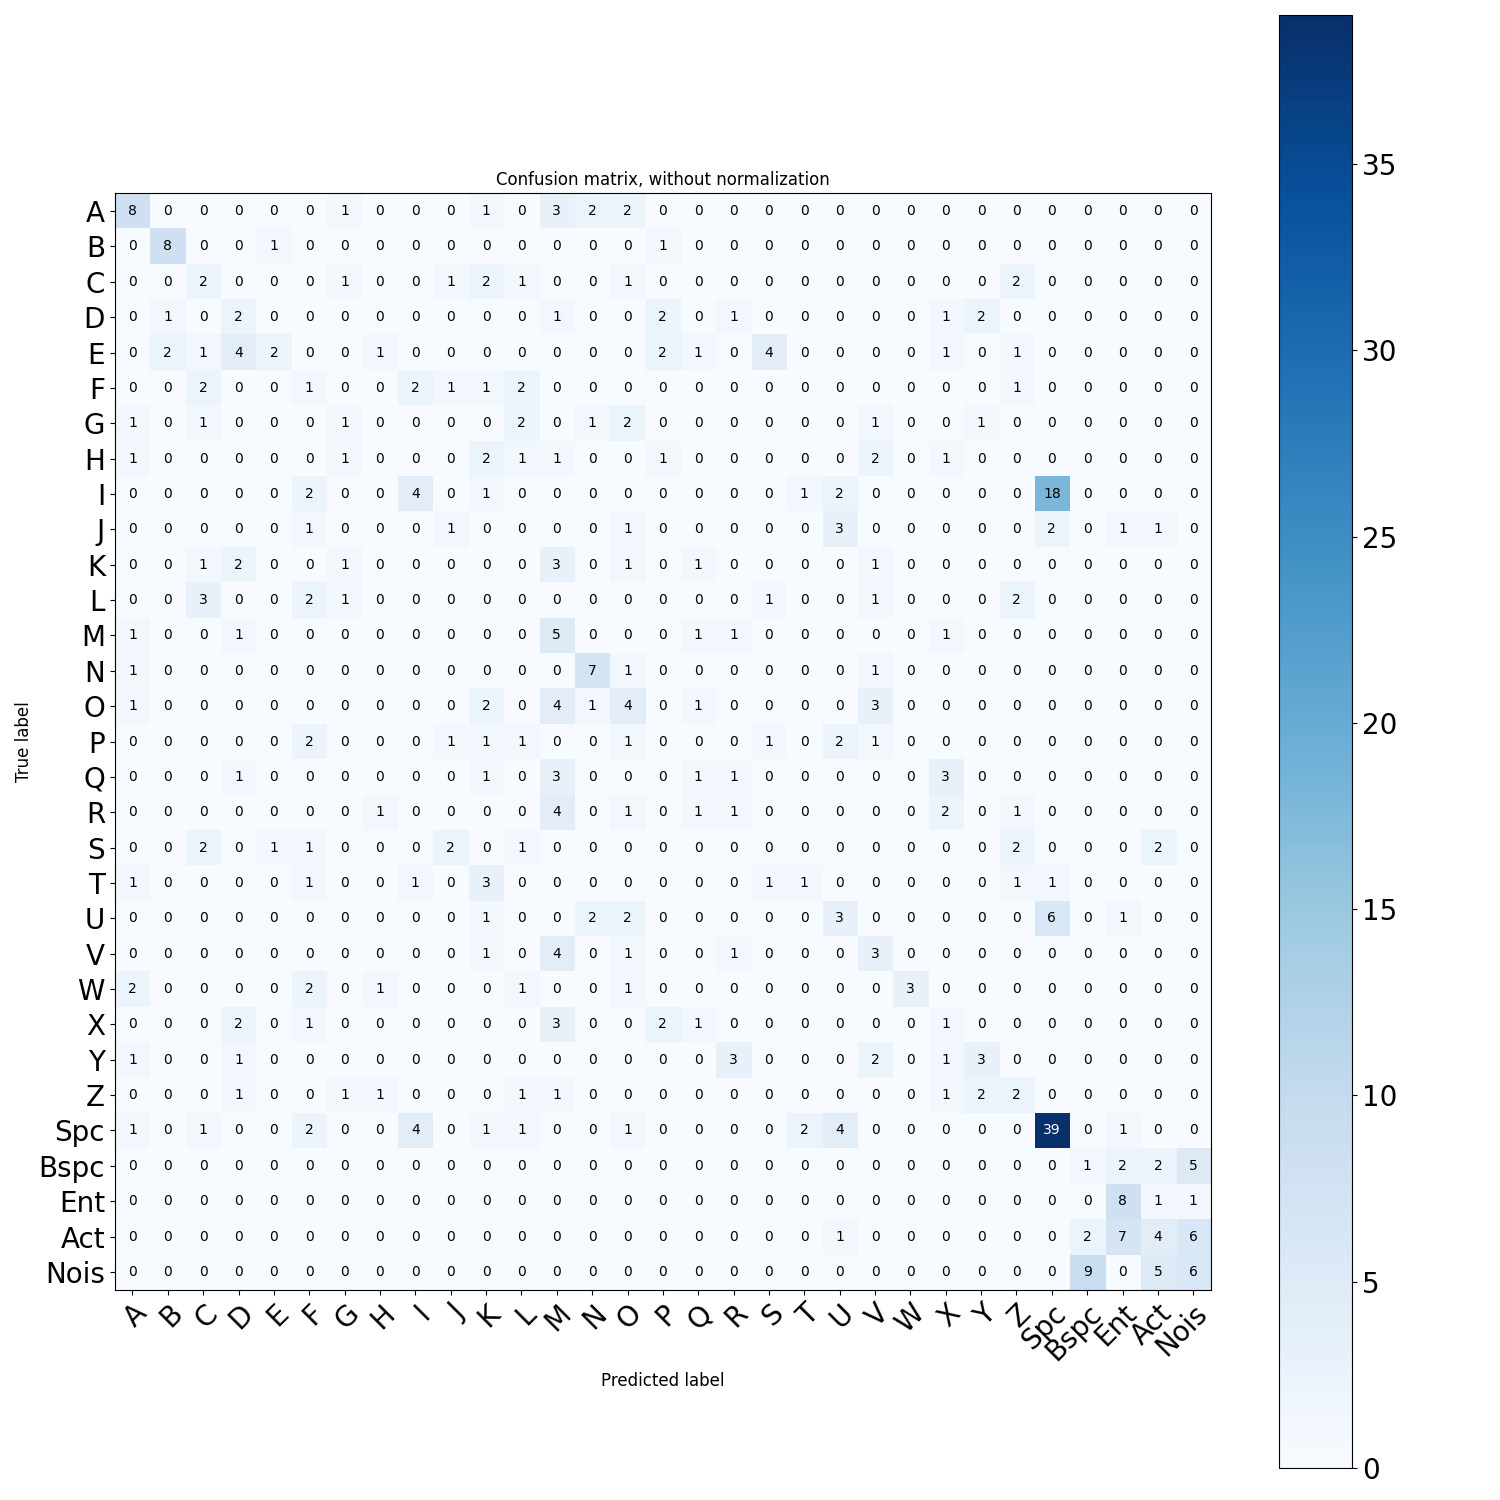 Confusion matrix, without normalization
A 8 0 0 0 0 0 1 0 0 0 1 0 3 2 2 0 0 0 0 0 0 0 0 0 0 0 0 0 0 0 0
B 0 8 0 0 1 0 0 0 0 0 0 0 0 0 0 1 0 0 0 0 0 0 0 0 0 0 0 0 0 0 0
C 0 0 2 0 0 0 1 0 0 1 2 1 0 0 1 0 0 0 0 0 0 0 0 0 0 2 0 0 0 0 0
D 0 1 0 2 0 0 0 0 0 0 0 0 1 0 0 2 0 1 0 0 0 0 0 1 2 0 0 0 0 0 0
E 0 2 1 4 2 0 0 1 0 0 0 0 0 0 0 2 1 0 4 0 0 0 0 1 0 1 0 0 0 0 0
F 0 0 2 0 0 1 0 0 2 1 1 2 0 0 0 0 0 0 0 0 0 0 0 0 0 1 0 0 0 0 0
G 1 0 1 0 0 0 1 0 0 0 0 2 0 1 2 0 0 0 0 0 0 1 0 0 1 0 0 0 0 0 0
H 1 0 0 0 0 0 1 0 0 0 2 1 1 0 0 1 0 0 0 0 0 2 0 1 0 0 0 0 0 0 0
I 0 0 0 0 0 2 0 0 4 0 1 0 0 0 0 0 0 0 0 1 2 0 0 0 0 0 18 0 0 0 0
J 0 0 0 0 0 1 0 0 0 1 0 0 0 0 1 0 0 0 0 0 3 0 0 0 0 0 2 0 1 1 0
K 0 0 1 2 0 0 1 0 0 0 0 0 3 0 1 0 1 0 0 0 0 1 0 0 0 0 0 0 0 0 0
L 0 0 3 0 0 2 1 0 0 0 0 0 0 0 0 0 0 0 1 0 0 1 0 0 0 2 0 0 0 0 0
M 1 0 0 1 0 0 0 0 0 0 0 0 5 0 0 0 1 1 0 0 0 0 0 1 0 0 0 0 0 0 0
N 1 0 0 0 0 0 0 0 0 0 0 0 0 7 1 0 0 0 0 0 0 1 0 0 0 0 0 0 0 0 0
O 1 0 0 0 0 0 0 0 0 0 2 0 4 1 4 0 1 0 0 0 0 3 0 0 0 0 0 0 0 0 0
P 0 0 0 0 0 2 0 0 0 1 1 1 0 0 1 0 0 0 1 0 2 1 0 0 0 0 0 0 0 0 0
Q 0 0 0 1 0 0 0 0 0 0 1 0 3 0 0 0 1 1 0 0 0 0 0 3 0 0 0 0 0 0 0
R 0 0 0 0 0 0 0 1 0 0 0 0 4 0 1 0 1 1 0 0 0 0 0 2 0 1 0 0 0 0 0
S 0 0 2 0 1 1 0 0 0 2 0 1 0 0 0 0 0 0 0 0 0 0 0 0 0 2 0 0 0 2 0
T 1 0 0 0 0 1 0 0 1 0 3 0 0 0 0 0 0 0 1 1 0 0 0 0 0 1 1 0 0 0 0
U 0 0 0 0 0 0 0 0 0 0 1 0 0 2 2 0 0 0 0 0 3 0 0 0 0 0 6 0 1 0 0
V 0 0 0 0 0 0 0 0 0 0 1 0 4 0 1 0 0 1 0 0 0 3 0 0 0 0 0 0 0 0 0
W 2 0 0 0 0 2 0 1 0 0 0 1 0 0 1 0 0 0 0 0 0 0 3 0 0 0 0 0 0 0 0
X 0 0 0 2 0 1 0 0 0 0 0 0 3 0 0 2 1 0 0 0 0 0 0 1 0 0 0 0 0 0 0
Y 1 0 0 1 0 0 0 0 0 0 0 0 0 0 0 0 0 3 0 0 0 2 0 1 3 0 0 0 0 0 0
Z 0 0 0 1 0 0 1 1 0 0 0 1 1 0 0 0 0 0 0 0 0 0 0 1 2 2 0 0 0 0 0
Spc 1 0 1 0 0 2 0 0 4 0 1 1 0 0 1 0 0 0 0 2 4 0 0 0 0 0 39 0 1 0 0
Bspc 0 0 0 0 0 0 0 0 0 0 0 0 0 0 0 0 0 0 0 0 0 0 0 0 0 0 0 1 2 2 5
Ent 0 0 0 0 0 0 0 0 0 0 0 0 0 0 0 0 0 0 0 0 0 0 0 0 0 0 0 0 8 1 1
Act 0 0 0 0 0 0 0 0 0 0 0 0 0 0 0 0 0 0 0 0 1 0 0 0 0 0 0 2 7 4 6
Nois 0 0 0 0 0 0 0 0 0 0 0 0 0 0 0 0 0 0 0 0 0 0 0 0 0 0 0 9 0 5 6
A B C D E F G H I J K L M N O P Q R S T U V W X Y Z Spc Bspc Ent Act Nois
Predicted label
True label
35
30
25
20
15
10
5
0